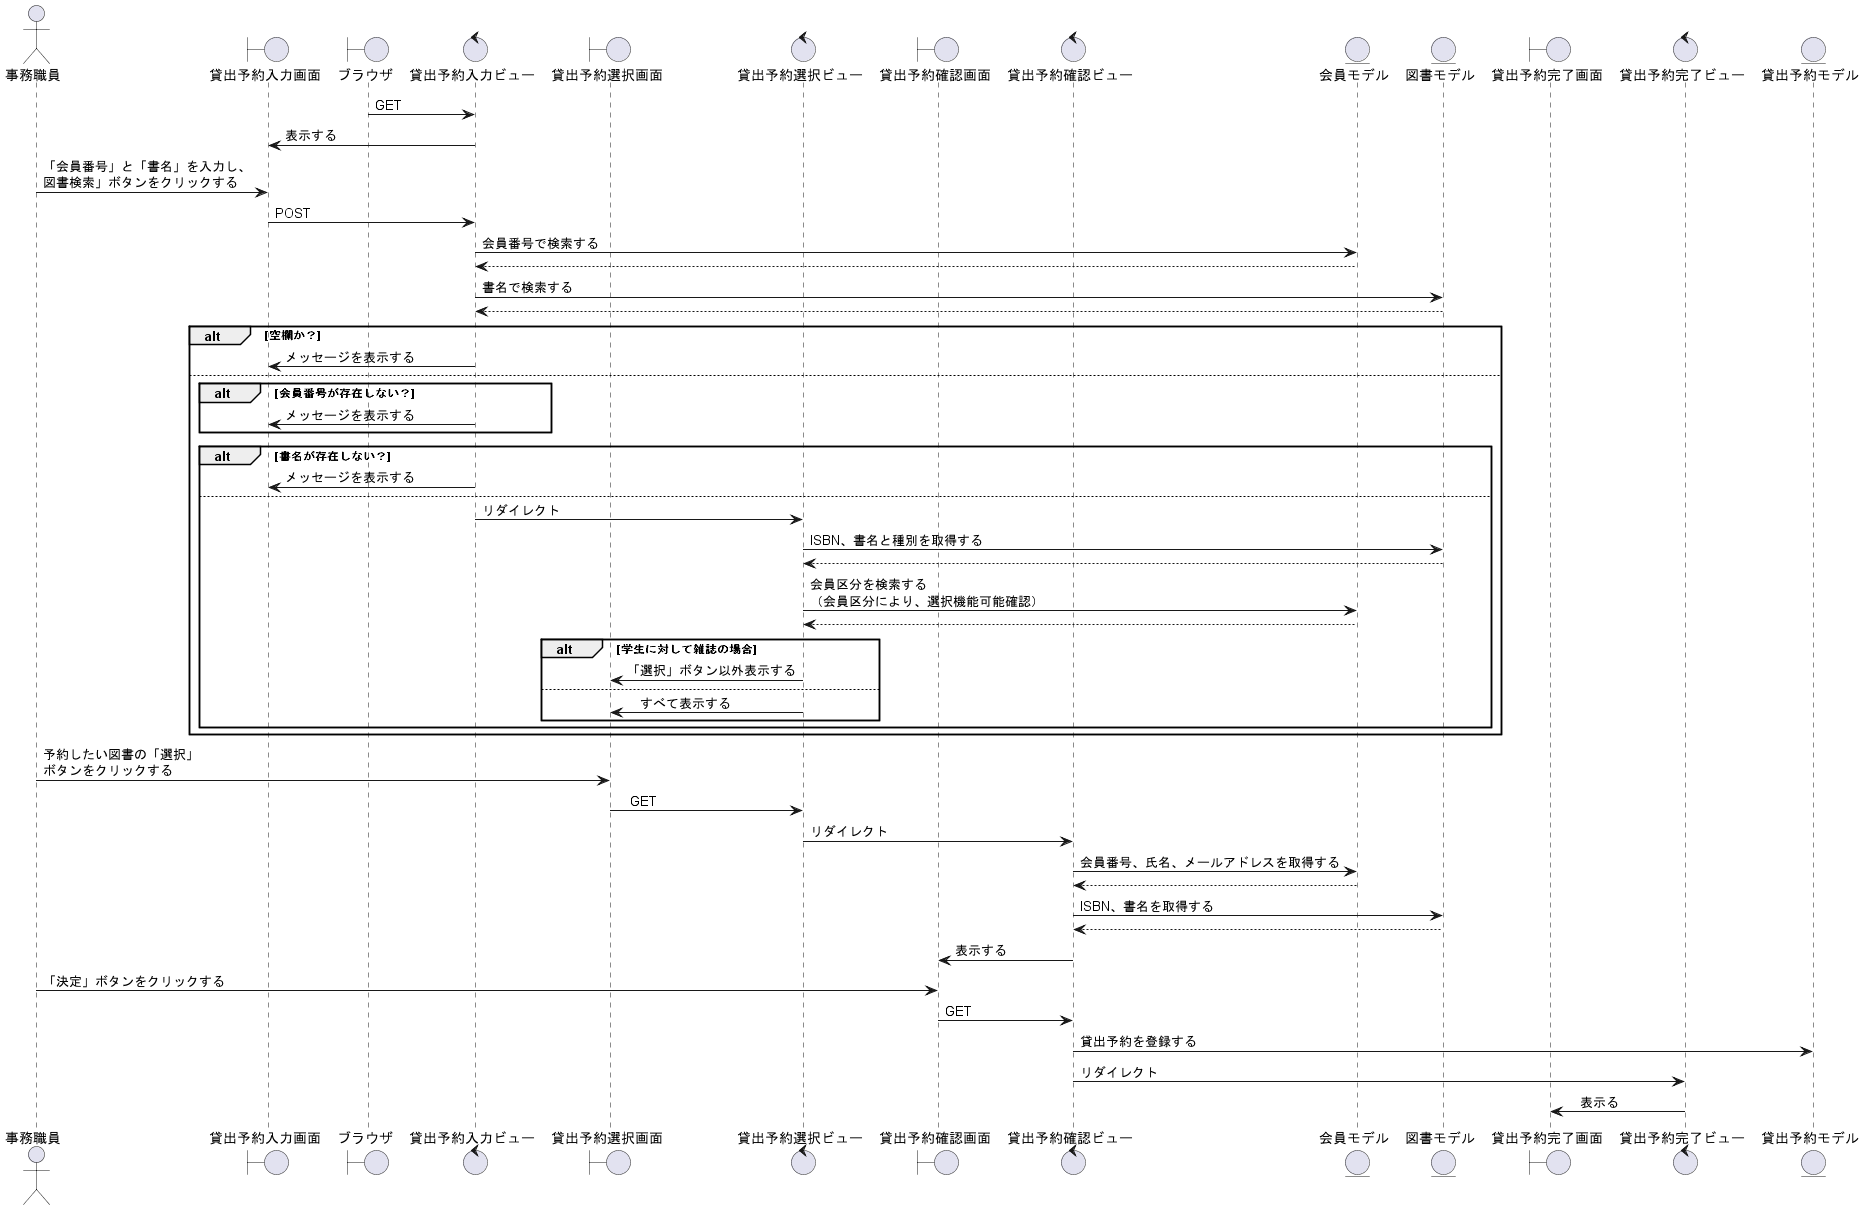 事務職員
貸出予約入力画面
ブラウザ
貸出予約入力ビュー
貸出予約選択画面
貸出予約選択ビュー
貸出予約確認画面
貸出予約確認ビュー
会員モデル
図書モデル
貸出予約完了画面
貸出予約完了ビュー
貸出予約モデル
GET
表示する
「会員番号」と「書名」を入力し、
図書検索」ボタンをクリックする
POST
会員番号で検索する
書名で検索する
alt [空欄か？]
メッセージを表示する
alt [会員番号が存在しない？]
メッセージを表示する
alt [書名が存在しない？]
メッセージを表示する
リダイレクト
ISBN、書名と種別を取得する
会員区分を検索する
（会員区分により、選択機能可能確認）
alt [学生に対して雑誌の場合]
「選択」ボタン以外表示する
すべて表示する
予約したい図書の「選択」
ボタンをクリックする
GET
リダイレクト
会員番号、氏名、メールアドレスを取得する
ISBN、書名を取得する
表示する
「決定」ボタンをクリックする
GET
貸出予約を登録する
リダイレクト
表示る
事務職員
貸出予約入力画面
ブラウザ
貸出予約入力ビュー
貸出予約選択画面
貸出予約選択ビュー
貸出予約確認画面
貸出予約確認ビュー
会員モデル
図書モデル
貸出予約完了画面
貸出予約完了ビュー
貸出予約モデル